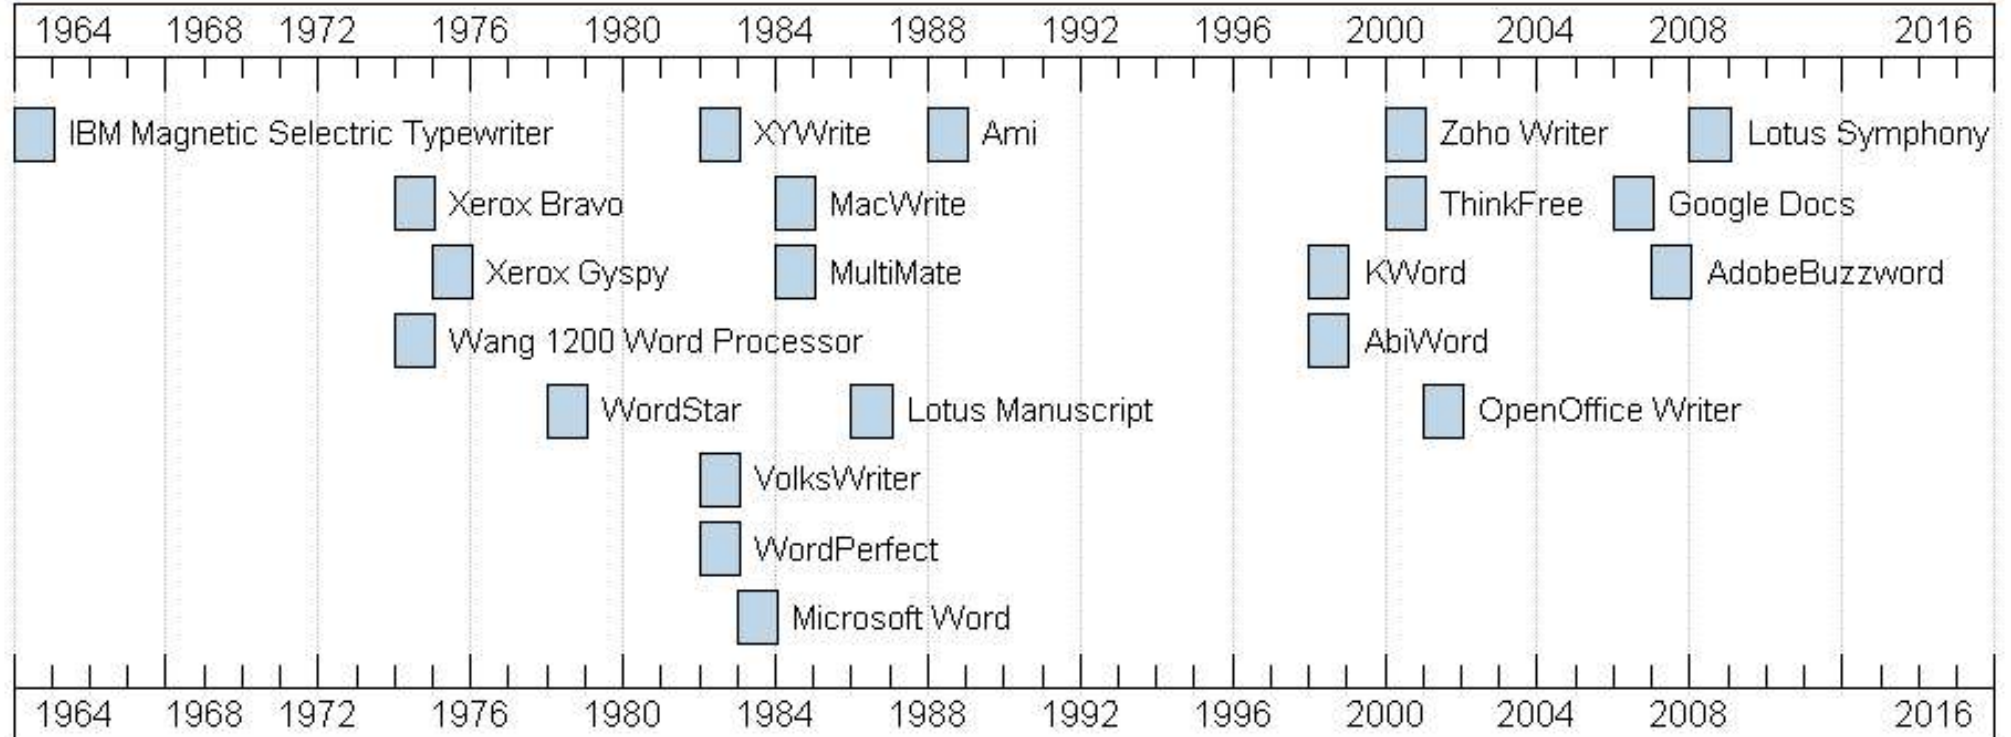 1964 1968 1972 1976 1980 1984 1988 1992 1996 2000 2004 2008 2016
IBM Magnetic Selectric Typewriter XYWrite Ami Zoho Writer Lotus Symphony
Xerox Bravo MacWrite ThinkFree Google Docs
Xerox Gyspy MultiMate KWord AdobeBuzzword
Wang 1200 Word Processor AbiWord
WordStar Lotus Manuscript OpenOffice Writer
VolksWriter
WordPerfect
Microsoft Word
1964 1968 1972 1976 1980 1984 1988 1992 1996 2000 2004 2008 2016